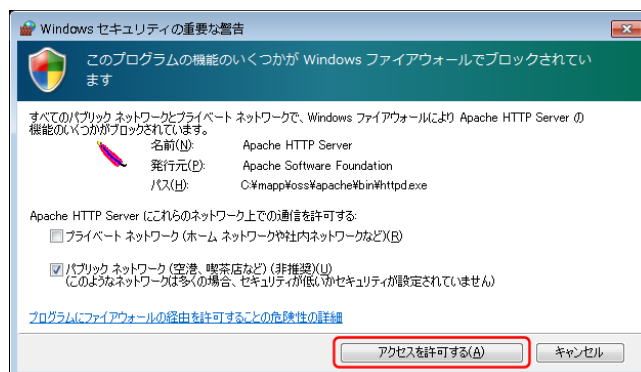 Windows セキュリティの重要な警告
このプログラムの機能のいくつかが Windows ファイアウォールでブロックされてい
ます
すべてのパブリック ネットワークとプライベート ネットワークで、Windows ファイアウォールにより Apache HTTP Server の
機能のいくつかがブロックされています。
名前(N): Apache HTTP Server
発行元(P): Apache Software Foundation
パス(H): C:¥mapp¥oss¥apache¥bin¥httpd.exe
Apache HTTP Server にこれらのネットワーク上での通信を許可する:
プライベート ネットワーク (ホーム ネットワークや社内ネットワークなど)(R)
パブリック ネットワーク (空港、喫茶店など) (非推奨)(U)
(このようなネットワークは多くの場合、セキュリティが低いかセキュリティが設定されていません)
プログラムにファイアウォールの経由を許可することの危険性の詳細
アクセスを許可する(A) キャンセル